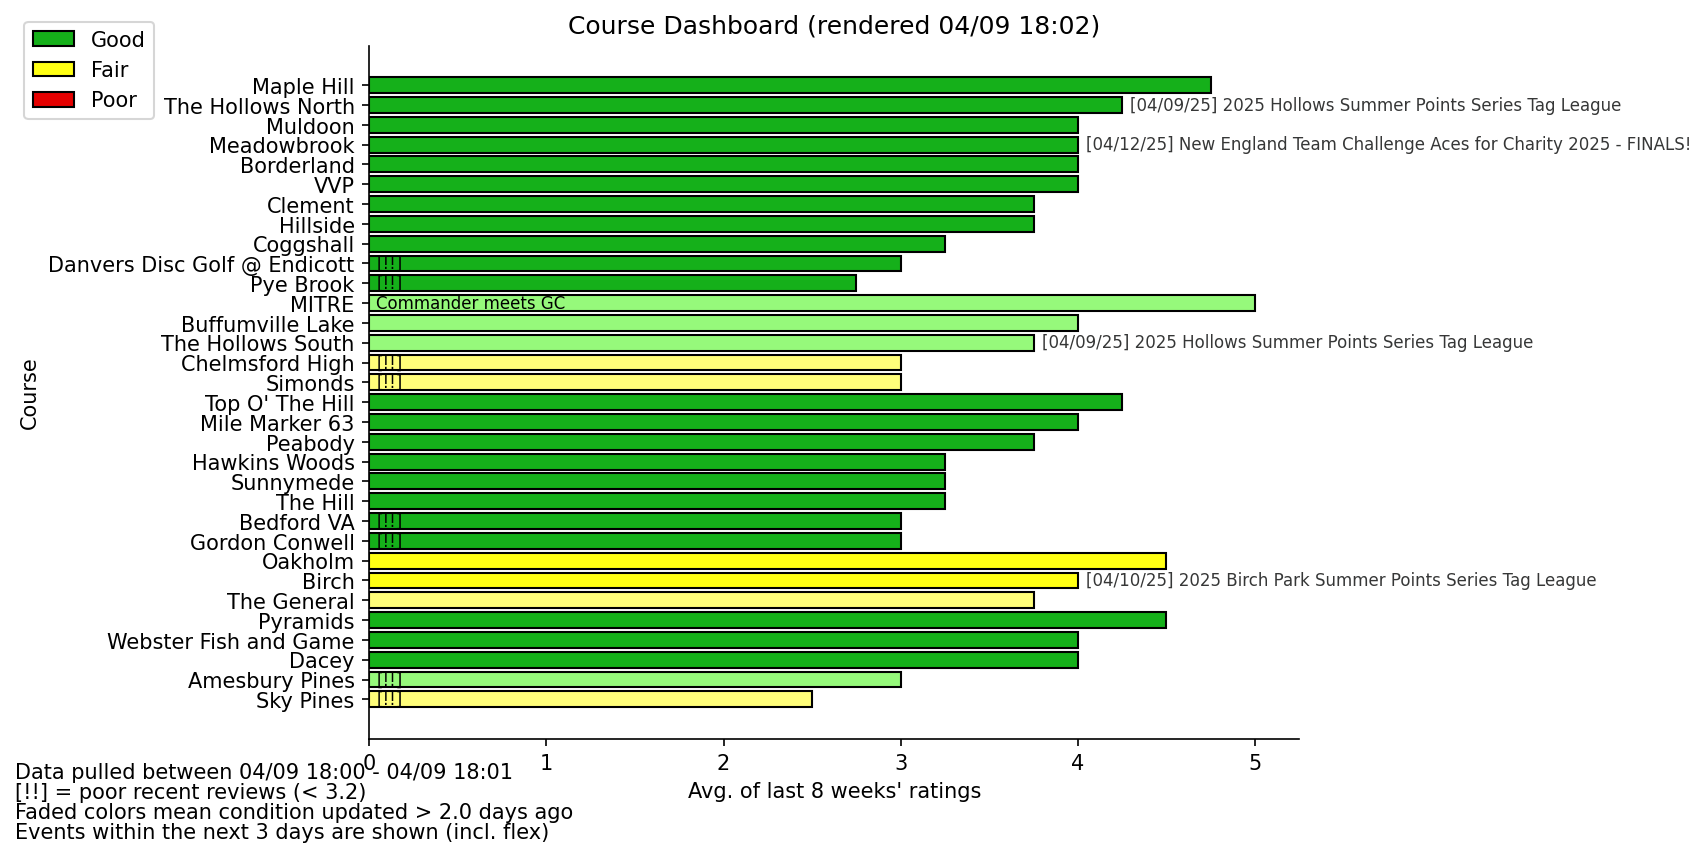 Course Dashboard (rendered 04/09 18:02)
Good
Fair
Poor
Course
Maple Hill
The Hollows North [04/09/25] 2025 Hollows Summer Points Series Tag League
Muldoon
Meadowbrook [04/12/25] New England Team Challenge Aces for Charity 2025 - FINALS!
Borderland
VVP
Clement
Hillside
Coggshall
Danvers Disc Golf @ Endicott [!!]
Pye Brook [!!]
MITRE Commander meets GC
Buffumville Lake
The Hollows South [04/09/25] 2025 Hollows Summer Points Series Tag League
Chelmsford High [!!]
Simonds [!!]
Top O' The Hill
Mile Marker 63
Peabody
Hawkins Woods
Sunnymede
The Hill
Bedford VA [!!]
Gordon Conwell [!!]
Oakholm
Birch [04/10/25] 2025 Birch Park Summer Points Series Tag League
The General
Pyramids
Webster Fish and Game
Dacey
Amesbury Pines [!!]
Sky Pines [!!]
0 1 2 3 4 5
Avg. of last 8 weeks' ratings
Data pulled between 04/09 18:00 - 04/09 18:01
[!!] = poor recent reviews (< 3.2)
Faded colors mean condition updated > 2.0 days ago
Events within the next 3 days are shown (incl. flex)